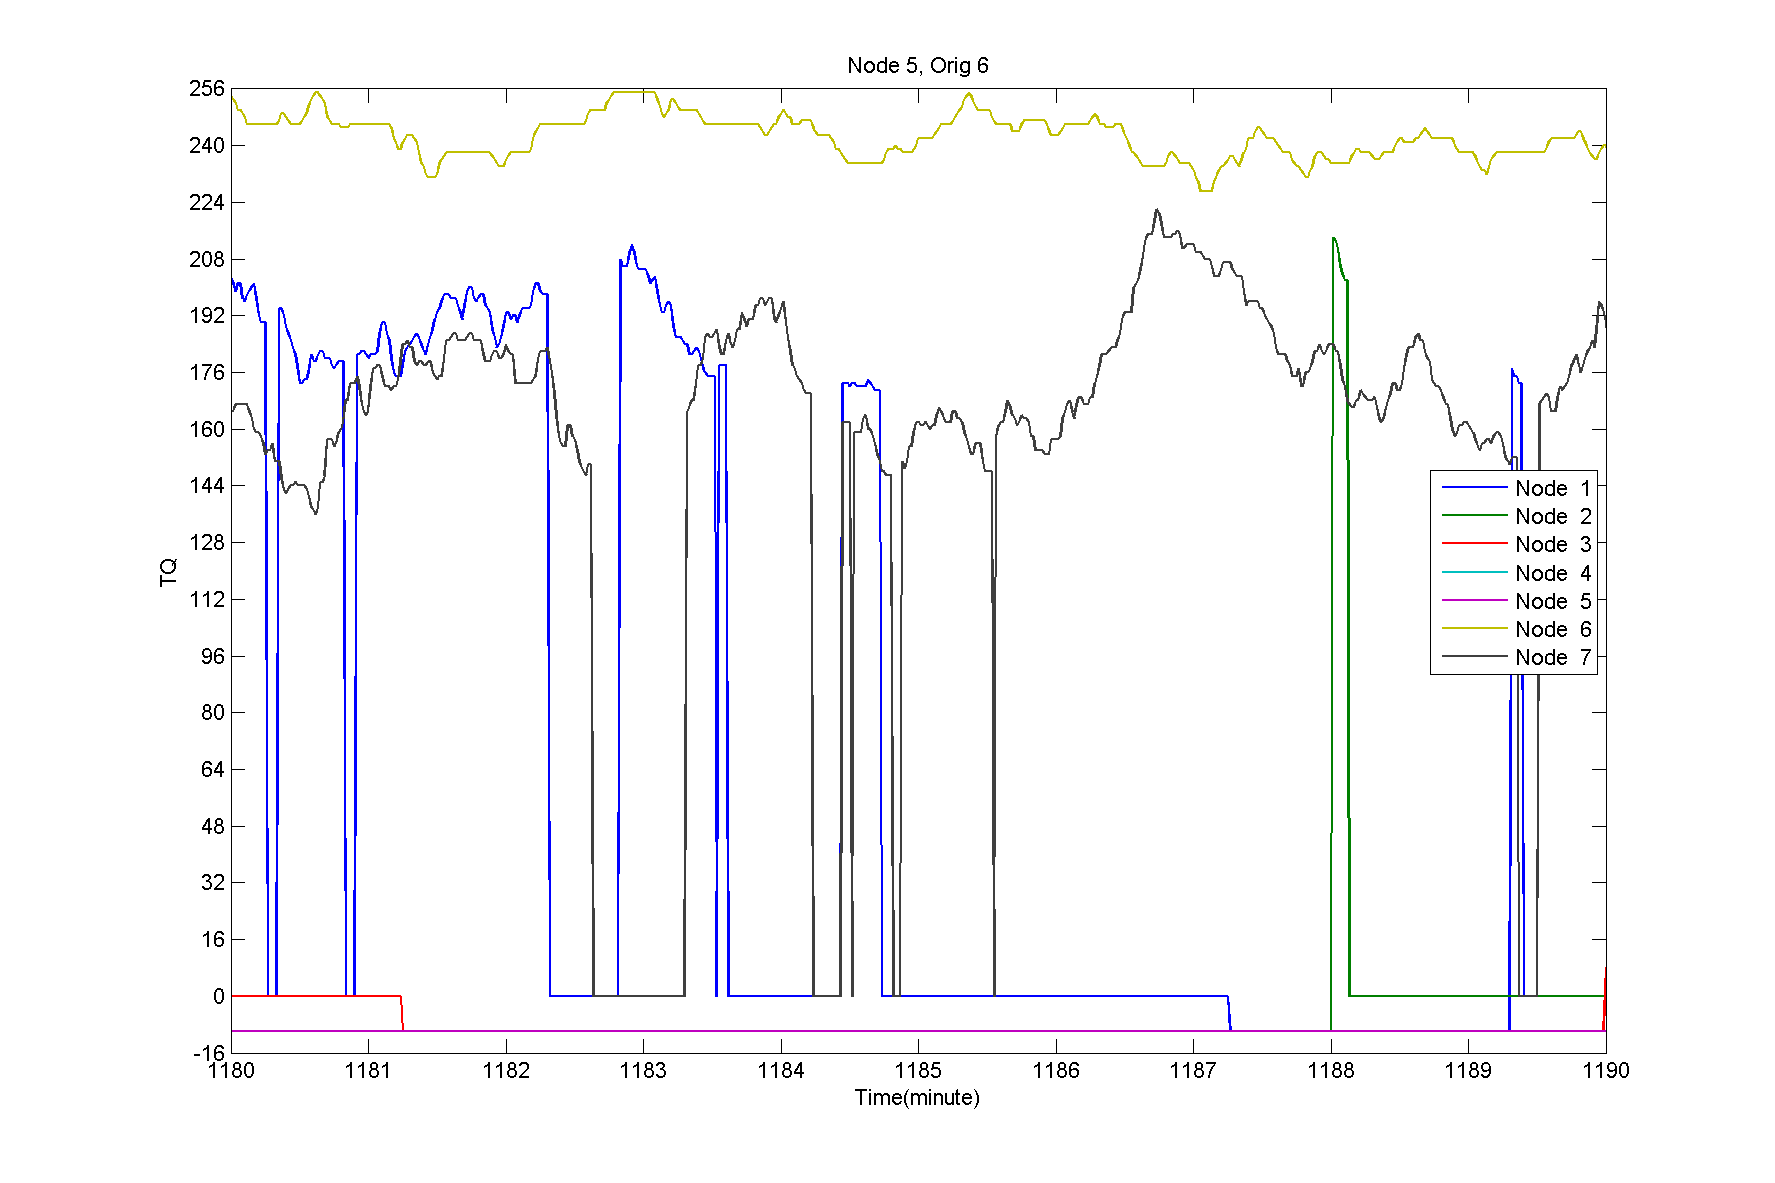 Node 5, Orig 6
256
240
224
208
192
176
160
144
128
112
96
80
64
48
32
16
0
-16
TQ
Node 1
Node 2
Node 3
Node 4
Node 5
Node 6
Node 7
1180 1181 1182 1183 1184 1185 1186 1187 1188 1189 1190
Time(minute)